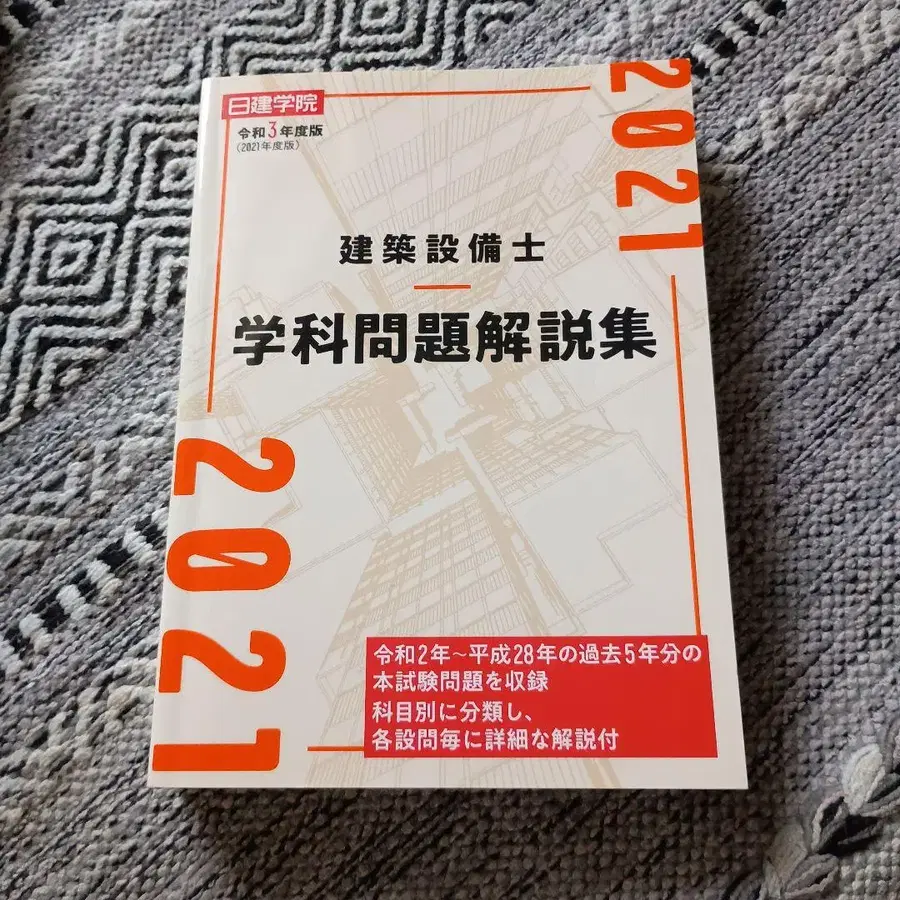 日建学院
令和3年度版
(2021年度版)
2021
建築設備士
学科問題解説集
2021
令和2年~平成28年の過去5年分の
本試験問題を収録
科目別に分類し、
各設問毎に詳細な解説付